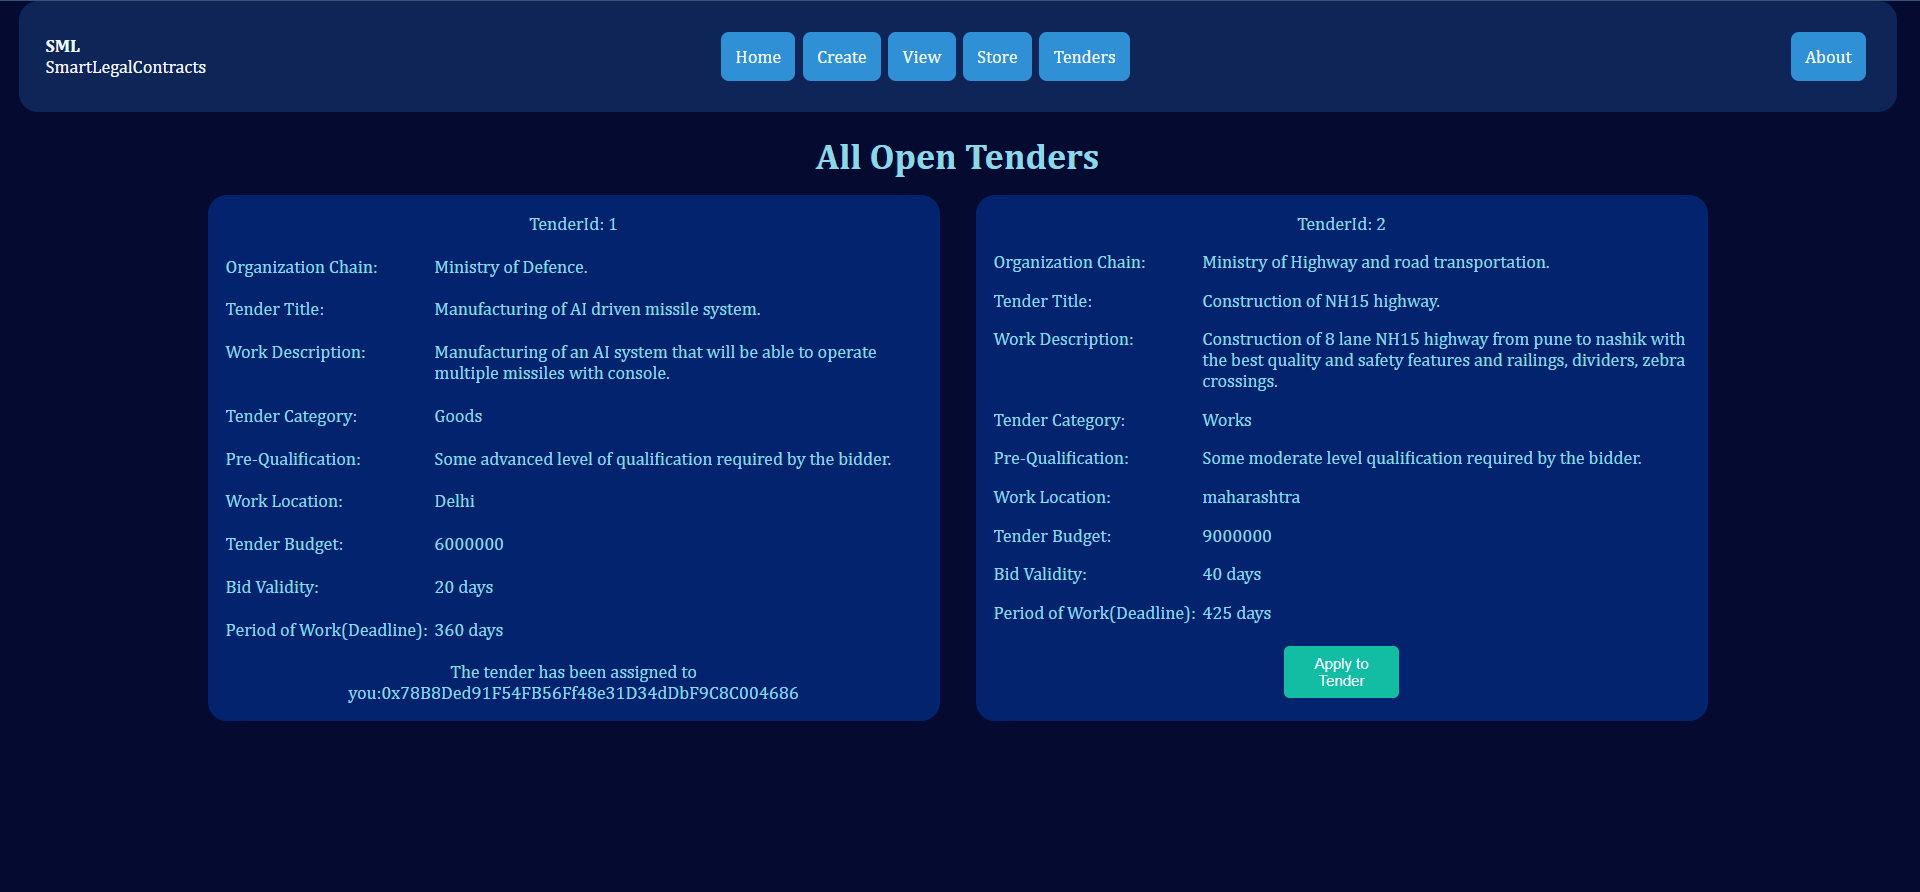 SML
SmartLegalContracts
Home Create View Store Tenders
About
All Open Tenders
TenderId: 1
Organization Chain: Ministry of Defence.
Tender Title: Manufacturing of AI driven missile system.
Work Description: Manufacturing of an AI system that will be able to operate
multiple missiles with console.
Tender Category: Goods
Pre-Qualification: Some advanced level of qualification required by the bidder.
Work Location: Delhi
Tender Budget: 6000000
Bid Validity: 20 days
Period of Work(Deadline): 360 days
The tender has been assigned to
you:0x78B8Ded91F54FB56Ff48e31D34dDbF9C8C004686
TenderId: 2
Organization Chain: Ministry of Highway and road transportation.
Tender Title: Construction of NH15 highway.
Work Description: Construction of 8 lane NH15 highway from pune to nashik with
the best quality and safety features and railings, dividers, zebra
crossings.
Tender Category: Works
Pre-Qualification: Some moderate level qualification required by the bidder.
Work Location: maharashtra
Tender Budget: 9000000
Bid Validity: 40 days
Period of Work(Deadline): 425 days
Apply to
Tender